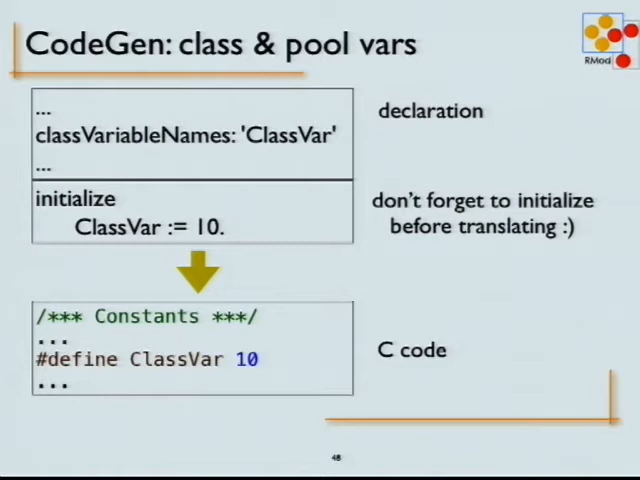 CodeGen: class & pool vars
RMod
...
classVariableNames: 'ClassVar'
...
declaration
initialize
ClassVar := 10.
don't forget to initialize
before translating :)
/*** Constants ***/
...
#define ClassVar 10
...
C code
48